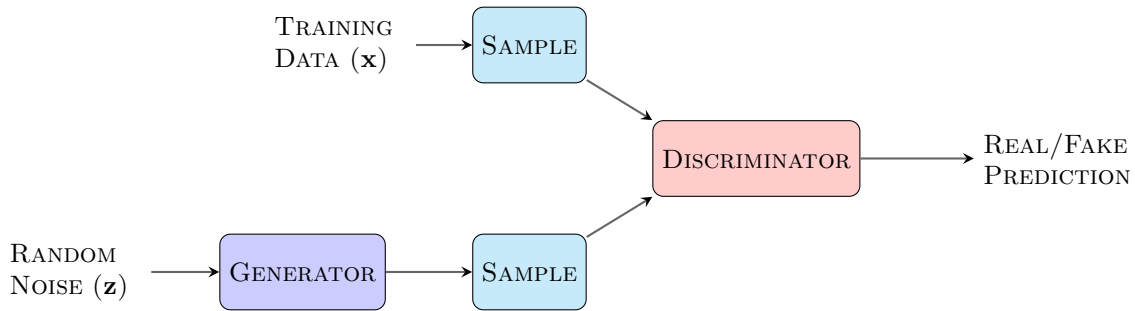 Training
Data (x)
Sample
Discriminator
Real/Fake
Prediction
Random
Noise (z)
Generator
Sample